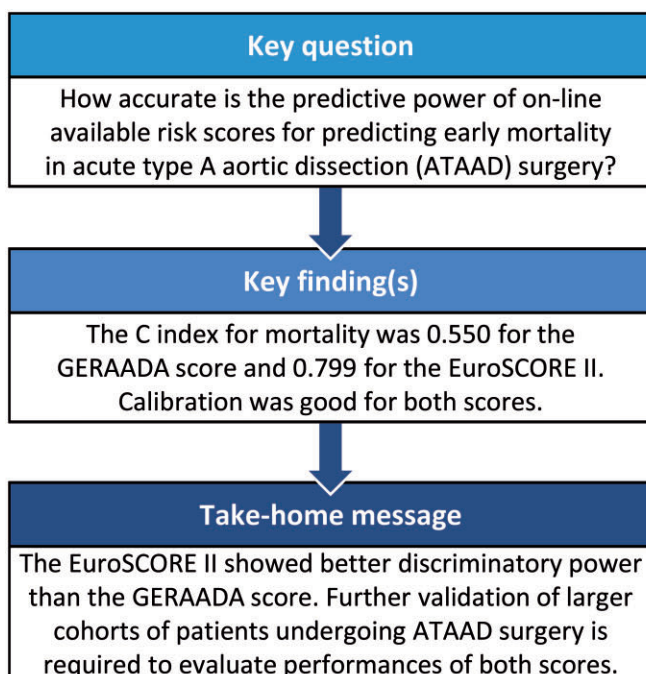 Key question
How accurate is the predictive power of on-line
available risk scores for predicting early mortality
in acute type A aortic dissection (ATAAD) surgery?
Key finding(s)
The C index for mortality was 0.550 for the
GERAADA score and 0.799 for the EuroSCORE II.
Calibration was good for both scores.
Take-home message
The EuroSCORE II showed better discriminatory power
than the GERAADA score. Further validation of larger
cohorts of patients undergoing ATAAD surgery is
required to evaluate performances of both scores.